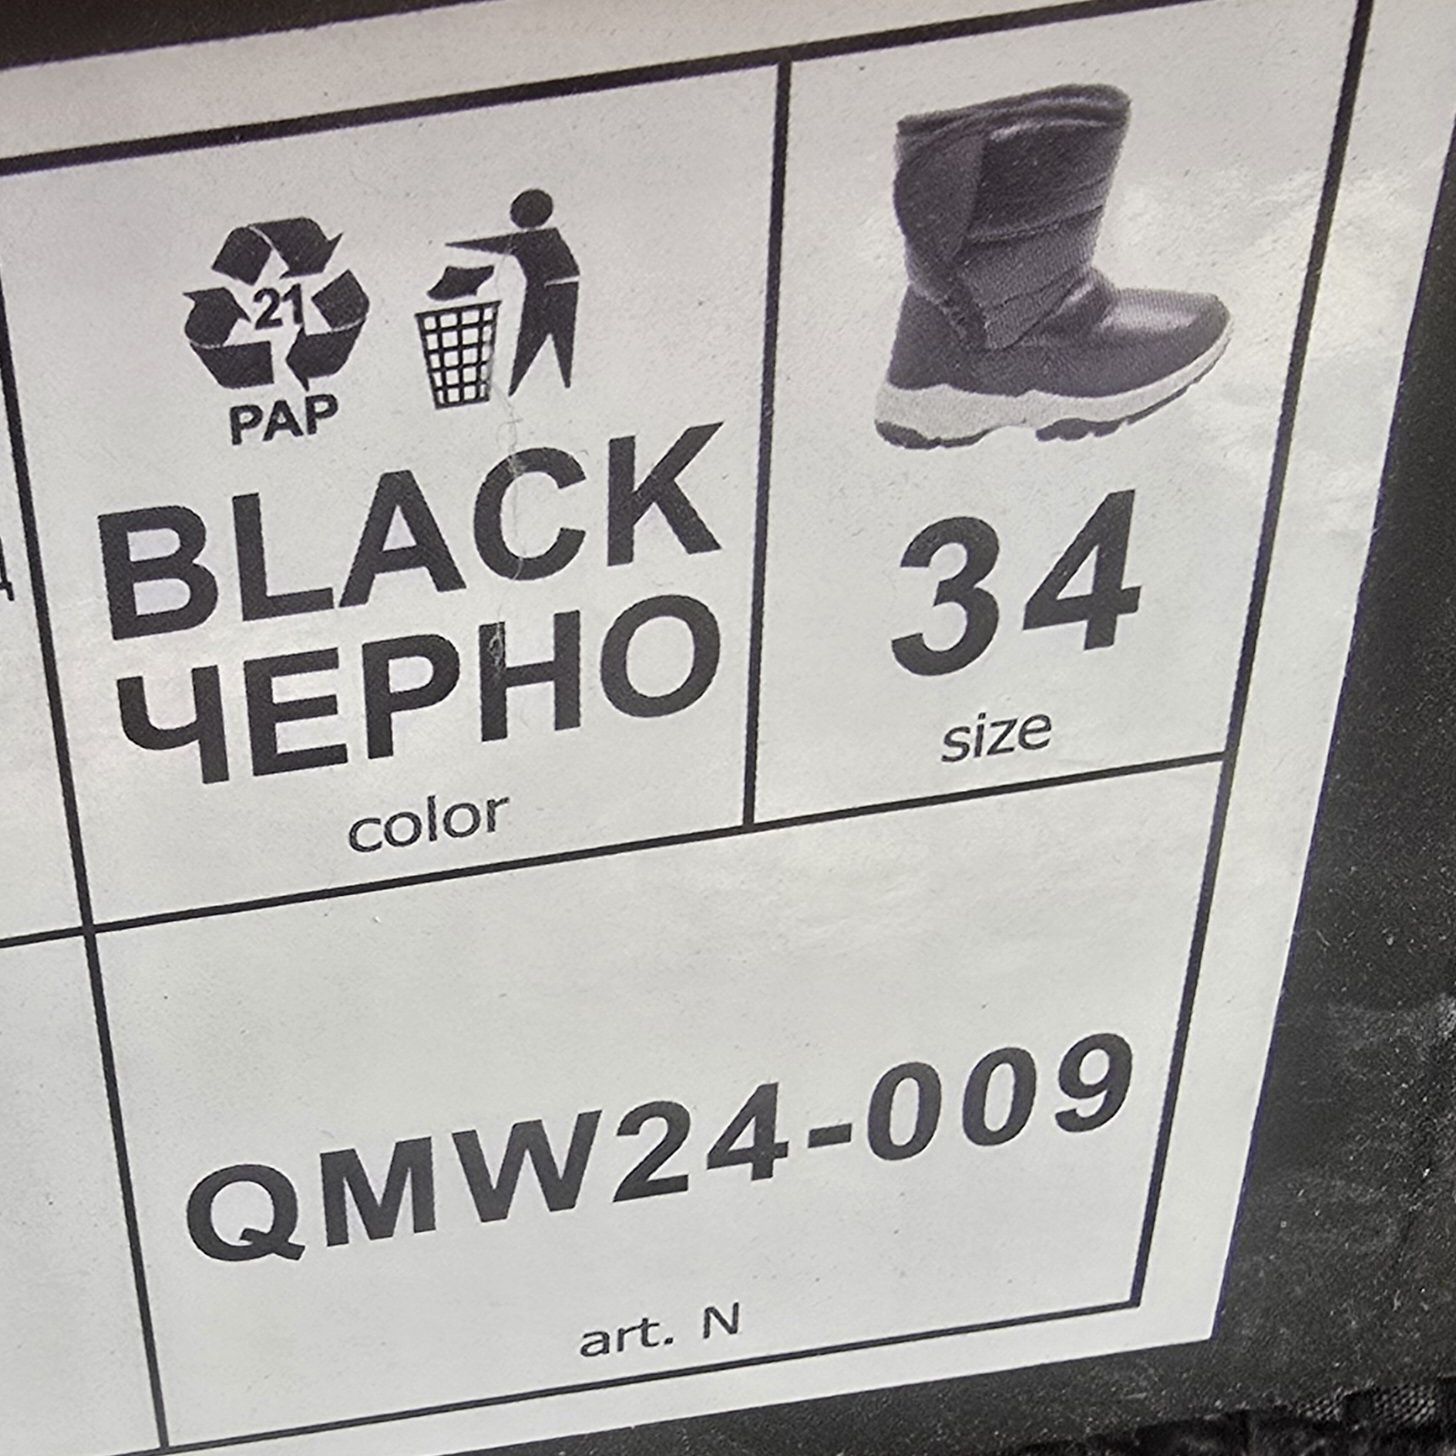 21
PAP
BLACK
ЧЕРНО
color
34
size
QMW24-009
art. N